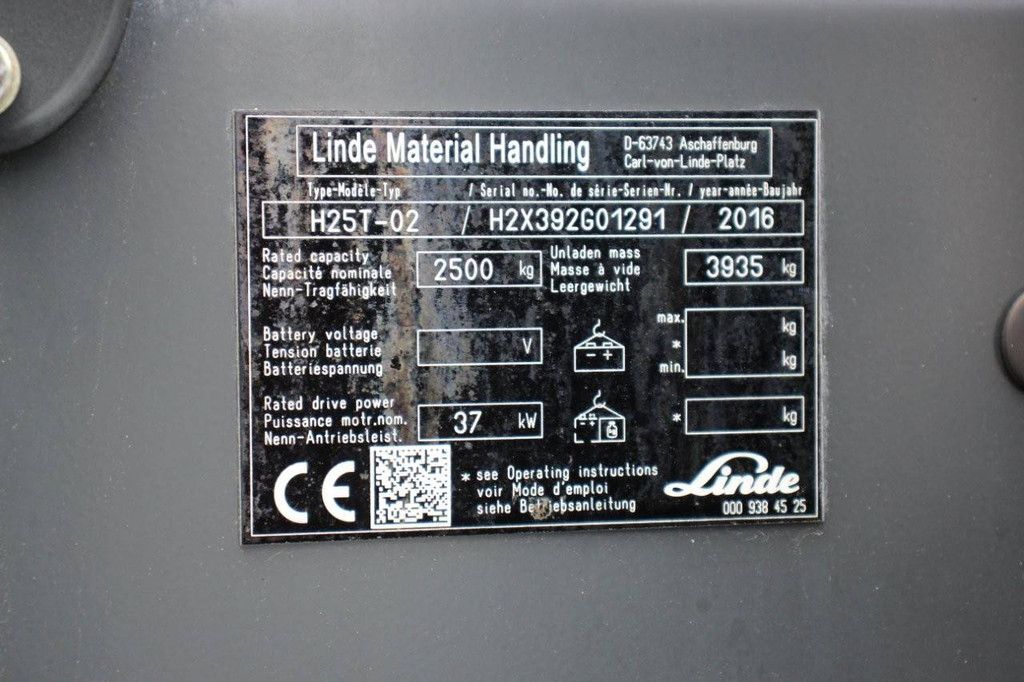 Linde Material Handling
D-63743 Aschaffenburg
Carl-von-Linde-Platz
Type-Modèle-Typ / Serial no.-No. de série-Serien-Nr. / year-année-Baujahr
H25T-02 / H2X392G01291 / 2016
Rated capacity
Capacité nominale
Nenn-Tragfähigkeit
2500 kg
Unladen mass
Masse à vide
Leergewicht
3935 kg
Battery voltage
Tension batterie
Batteriespannung
V
max. kg
*
min. kg
Rated drive power
Puissance motr.nom.
Nenn-Antriebsleist.
37 kW
* kg
CE
* see Operating instructions
voir Mode d'emploi
siehe Betriebsanleitung
Linde
000 938 45 25